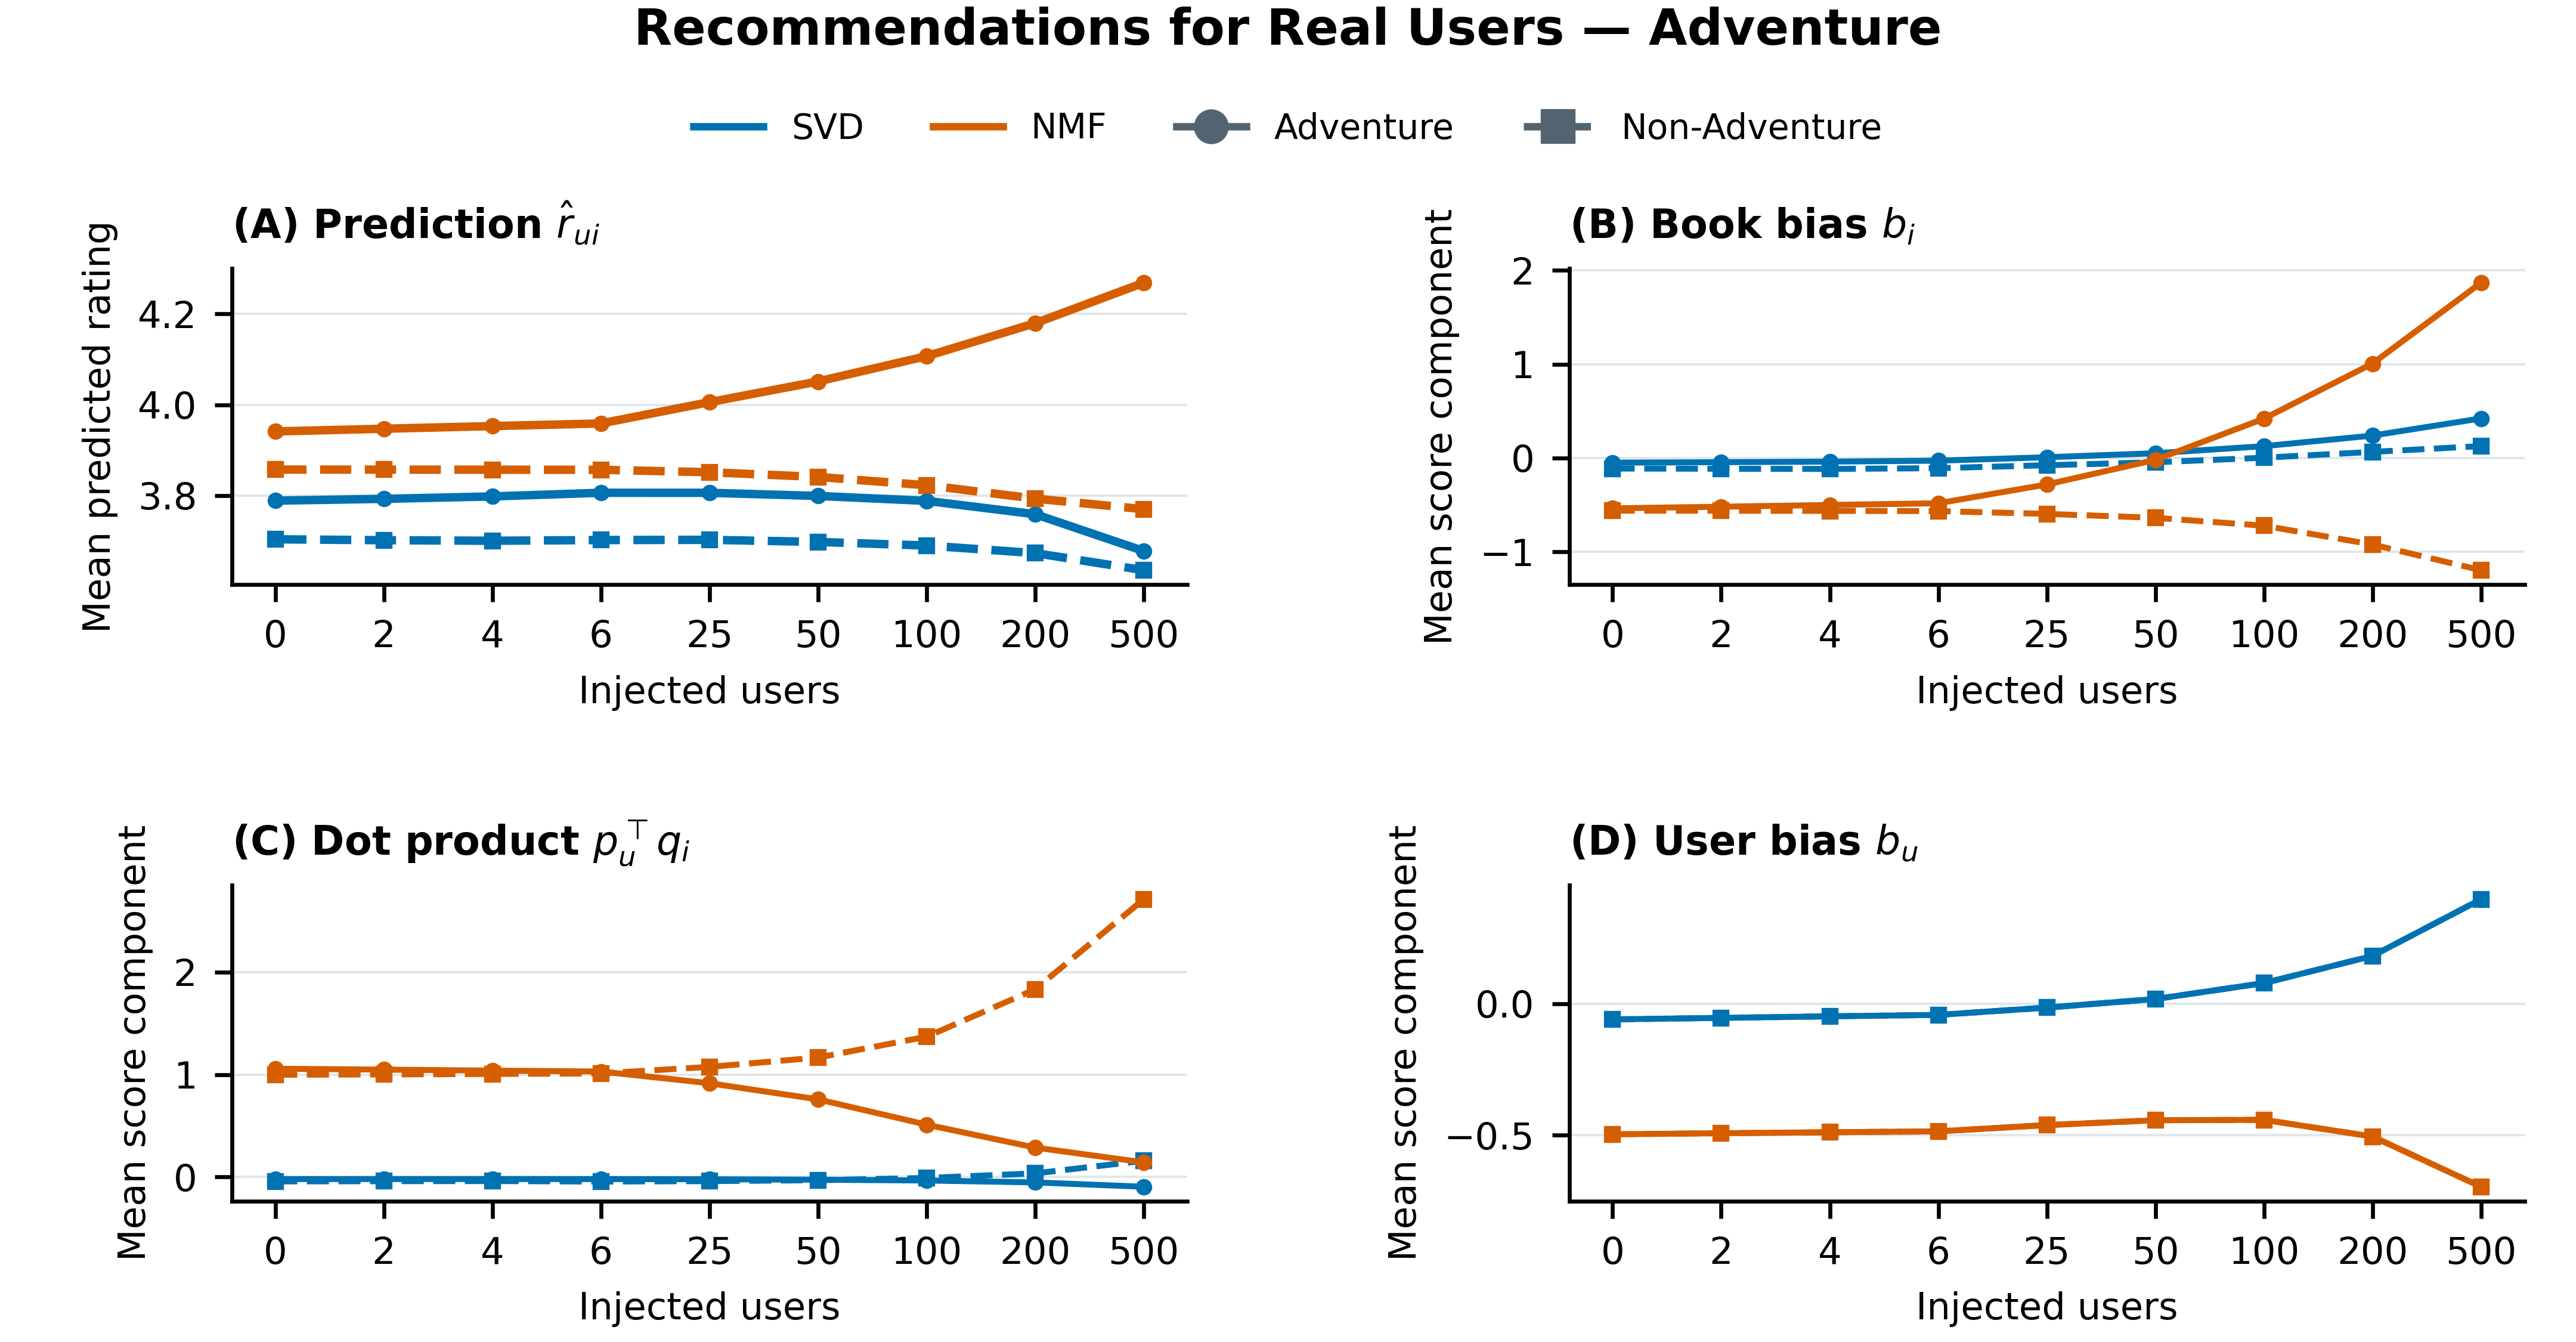 Recommendations for Real Users — Adventure
SVD NMF Adventure Non-Adventure
(A) Prediction r̂ui
Mean predicted rating
4.2
4.0
3.8
0 2 4 6 25 50 100 200 500
Injected users
(B) Book bias bi
Mean score component
2
1
0
−1
0 2 4 6 25 50 100 200 500
Injected users
(C) Dot product pu⊤qi
Mean score component
2
1
0
0 2 4 6 25 50 100 200 500
Injected users
(D) User bias bu
Mean score component
0.0
−0.5
0 2 4 6 25 50 100 200 500
Injected users